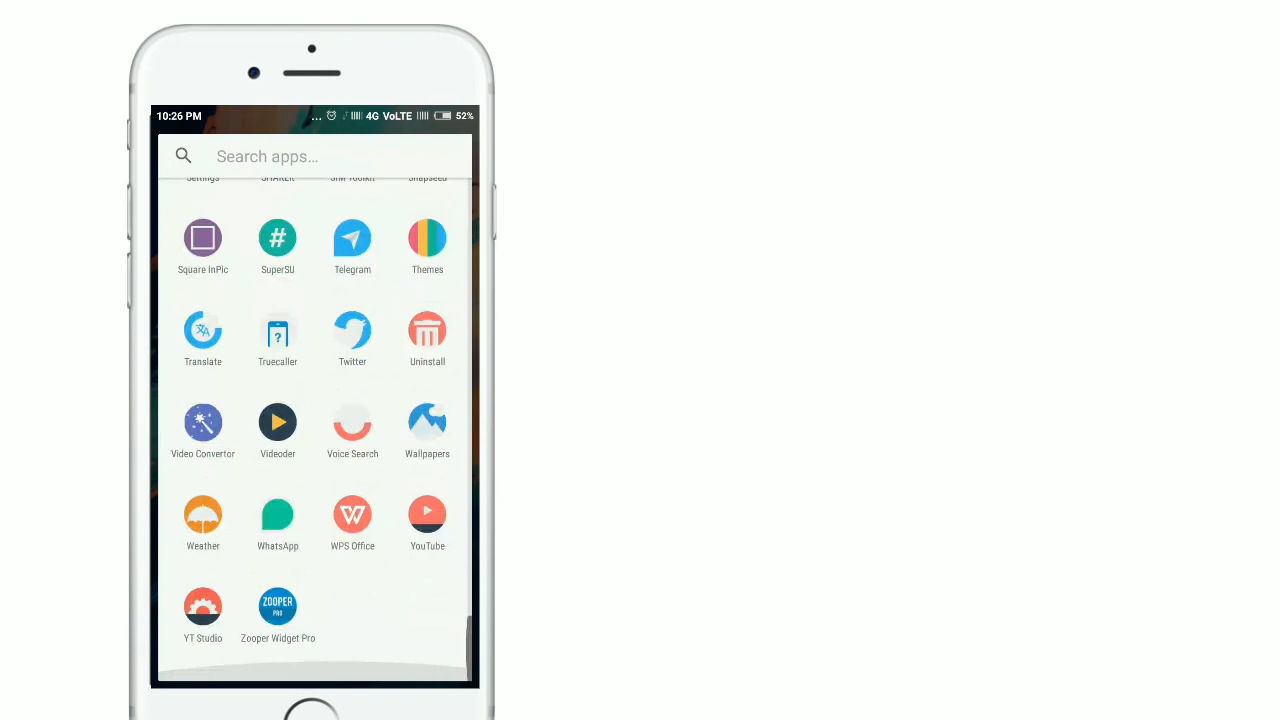 10:26 PM ... 4G VoLTE 52%
Search apps...
Settings SHAREit SIM Toolkit Snapseed
#
Square InPic SuperSU Telegram Themes
?
Translate Truecaller Twitter Uninstall
Video Convertor Videoder Voice Search Wallpapers
W
Weather WhatsApp WPS Office YouTube
ZOOPER
PRO
YT Studio Zooper Widget Pro